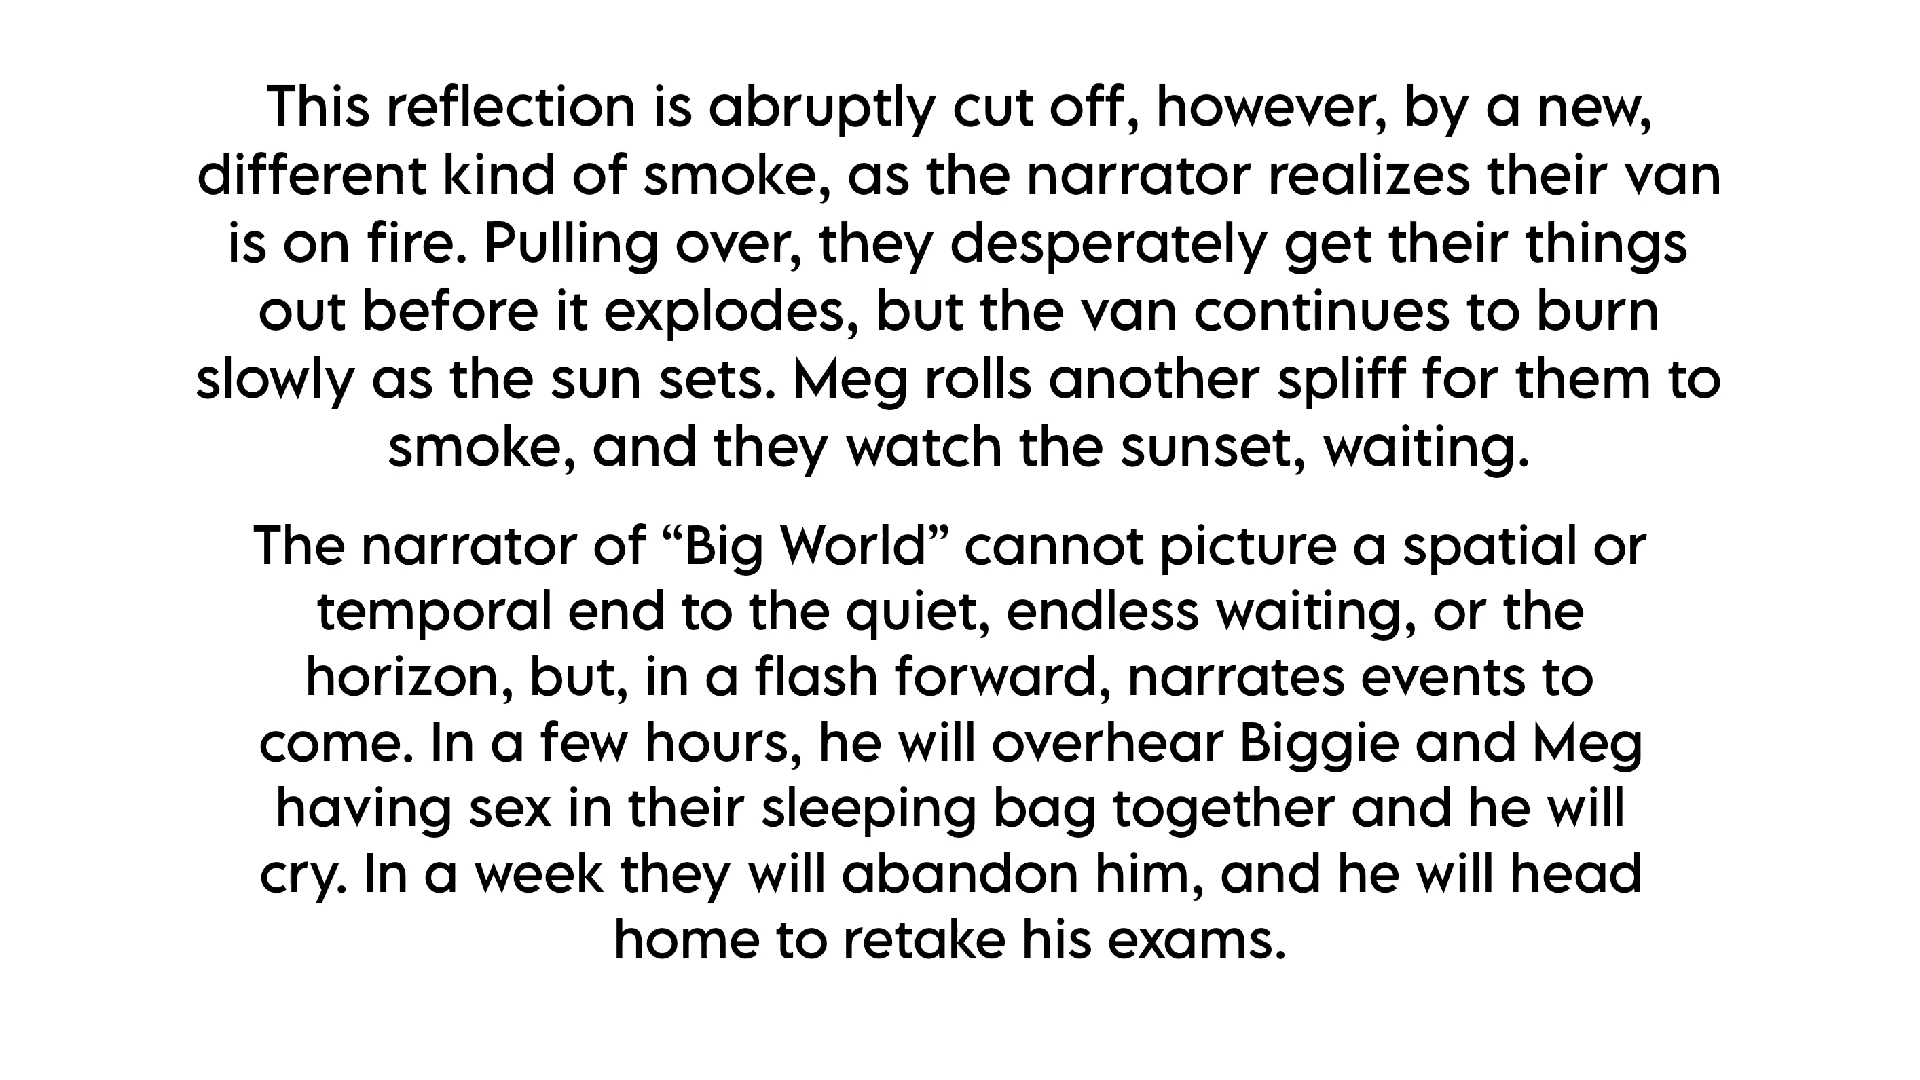 This reflection is abruptly cut off, however, by a new,
different kind of smoke, as the narrator realizes their van
is on fire. Pulling over, they desperately get their things
out before it explodes, but the van continues to burn
slowly as the sun sets. Meg rolls another spliff for them to
smoke, and they watch the sunset, waiting.
The narrator of “Big World” cannot picture a spatial or
temporal end to the quiet, endless waiting, or the
horizon, but, in a flash forward, narrates events to
come. In a few hours, he will overhear Biggie and Meg
having sex in their sleeping bag together and he will
cry. In a week they will abandon him, and he will head
home to retake his exams.